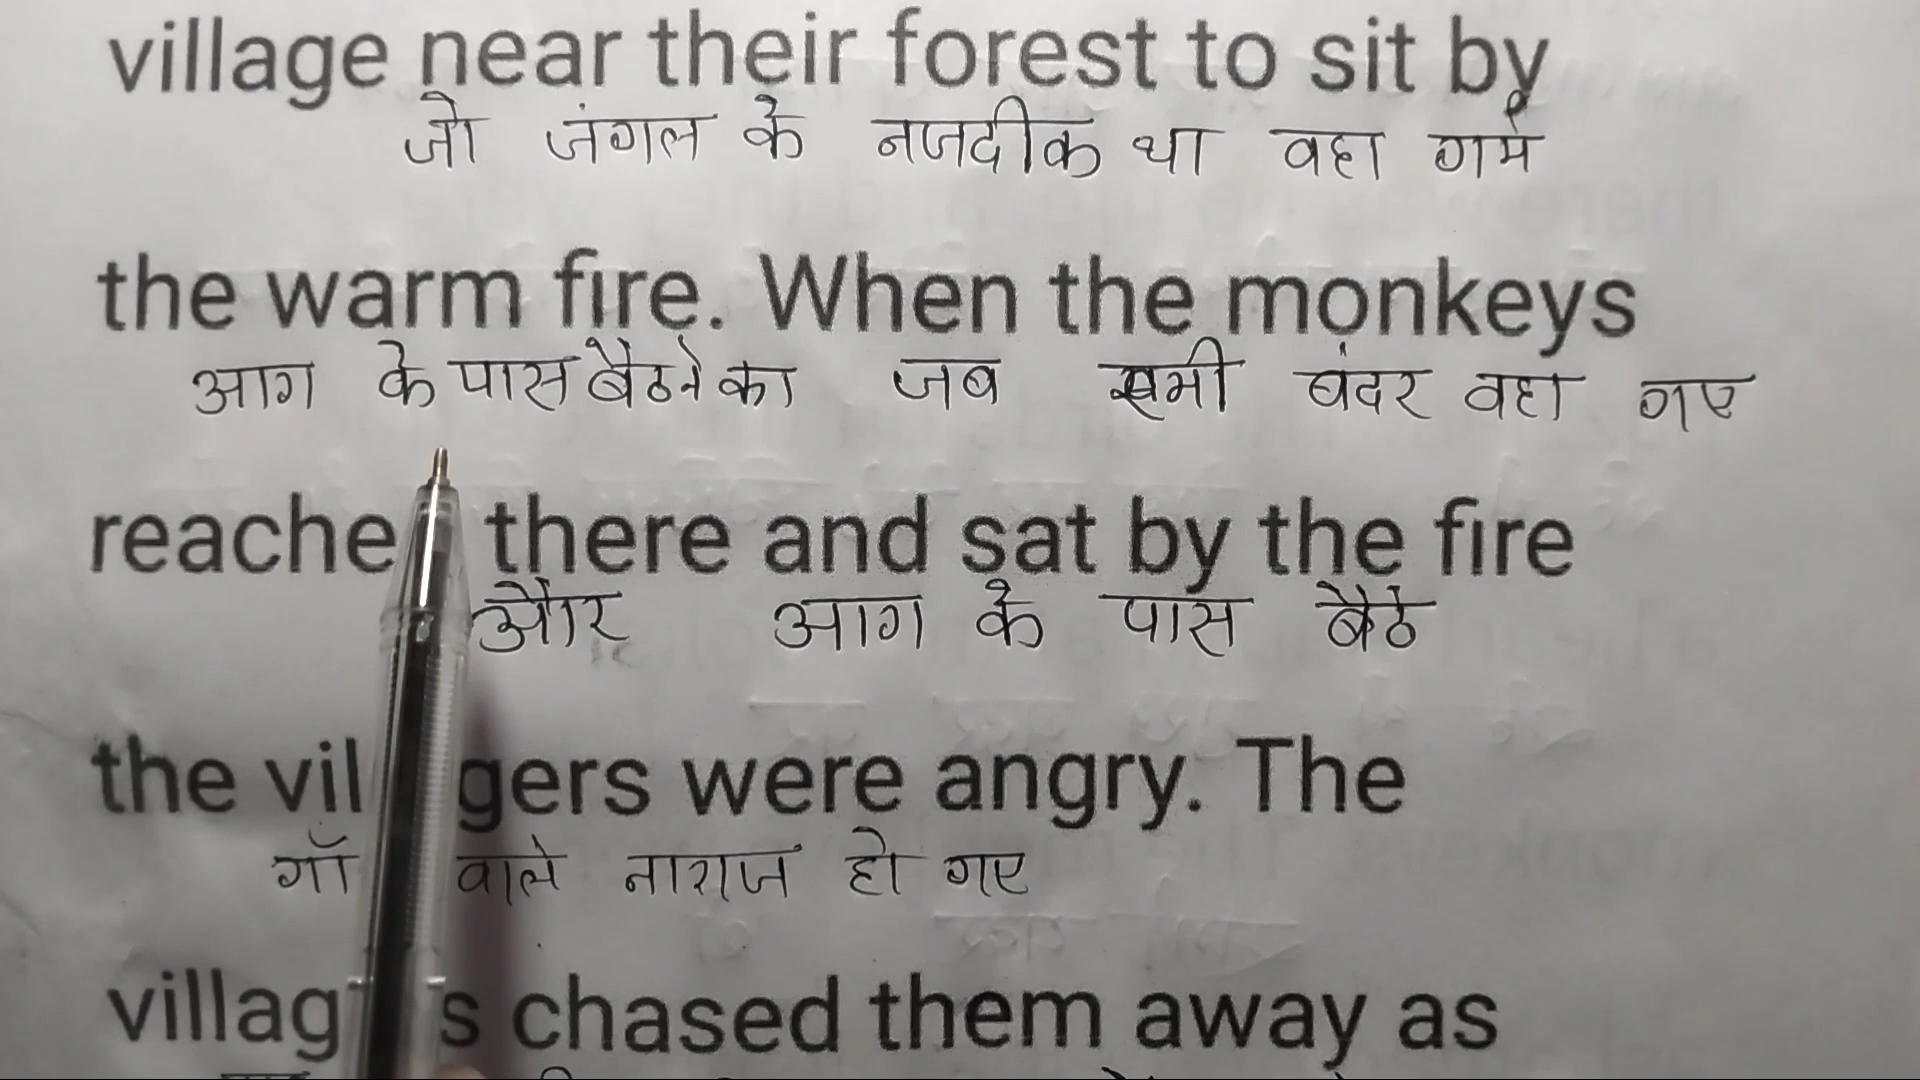 village near their forest to sit by
जो जंगल के नजदीक था वहा गर्म
the warm fire. When the monkeys
आग के पास बैठने का जब सभी बंदर वहा गए
reache there and sat by the fire
और आग के पास बैठे
the vil gers were angry. The
गॉ वाले नाराज हो गए
villag s chased them away as